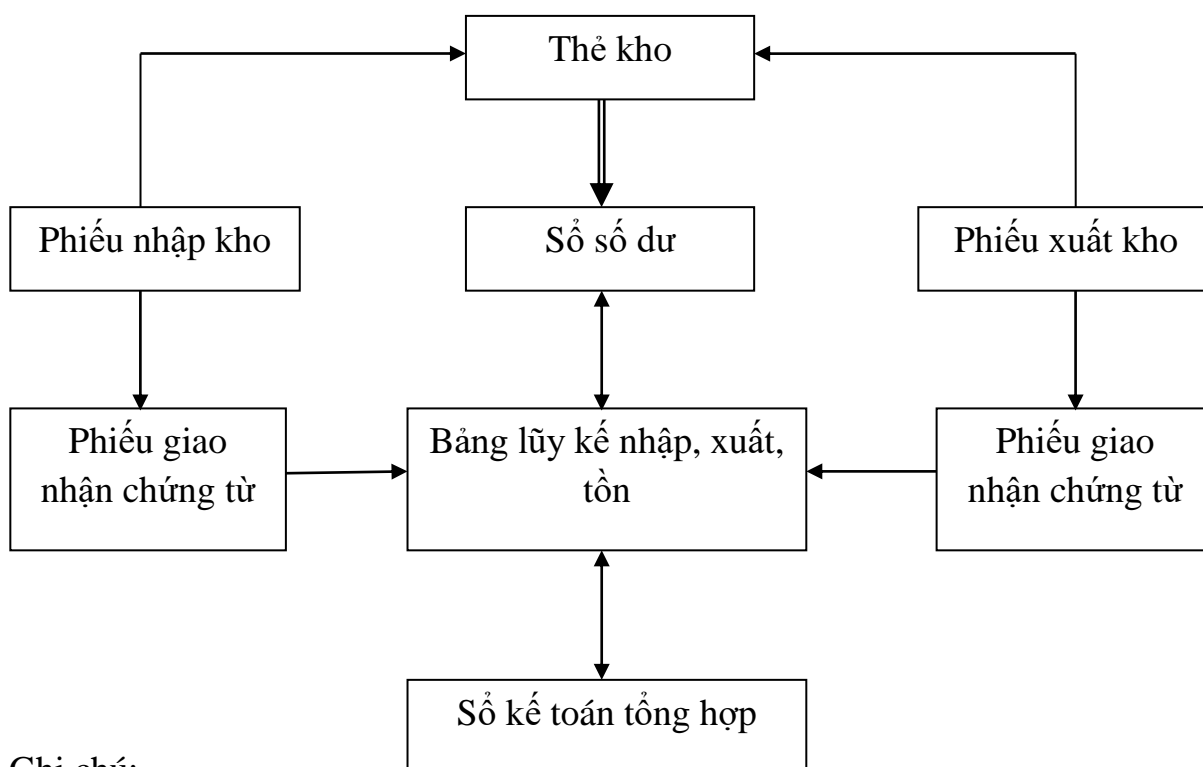 Thẻ kho
Phiếu nhập kho
Sổ số dư
Phiếu xuất kho
Phiếu giao
nhận chứng từ
Bảng lũy kế nhập, xuất,
tồn
Phiếu giao
nhận chứng từ
Sổ kế toán tổng hợp
Ghi chú: